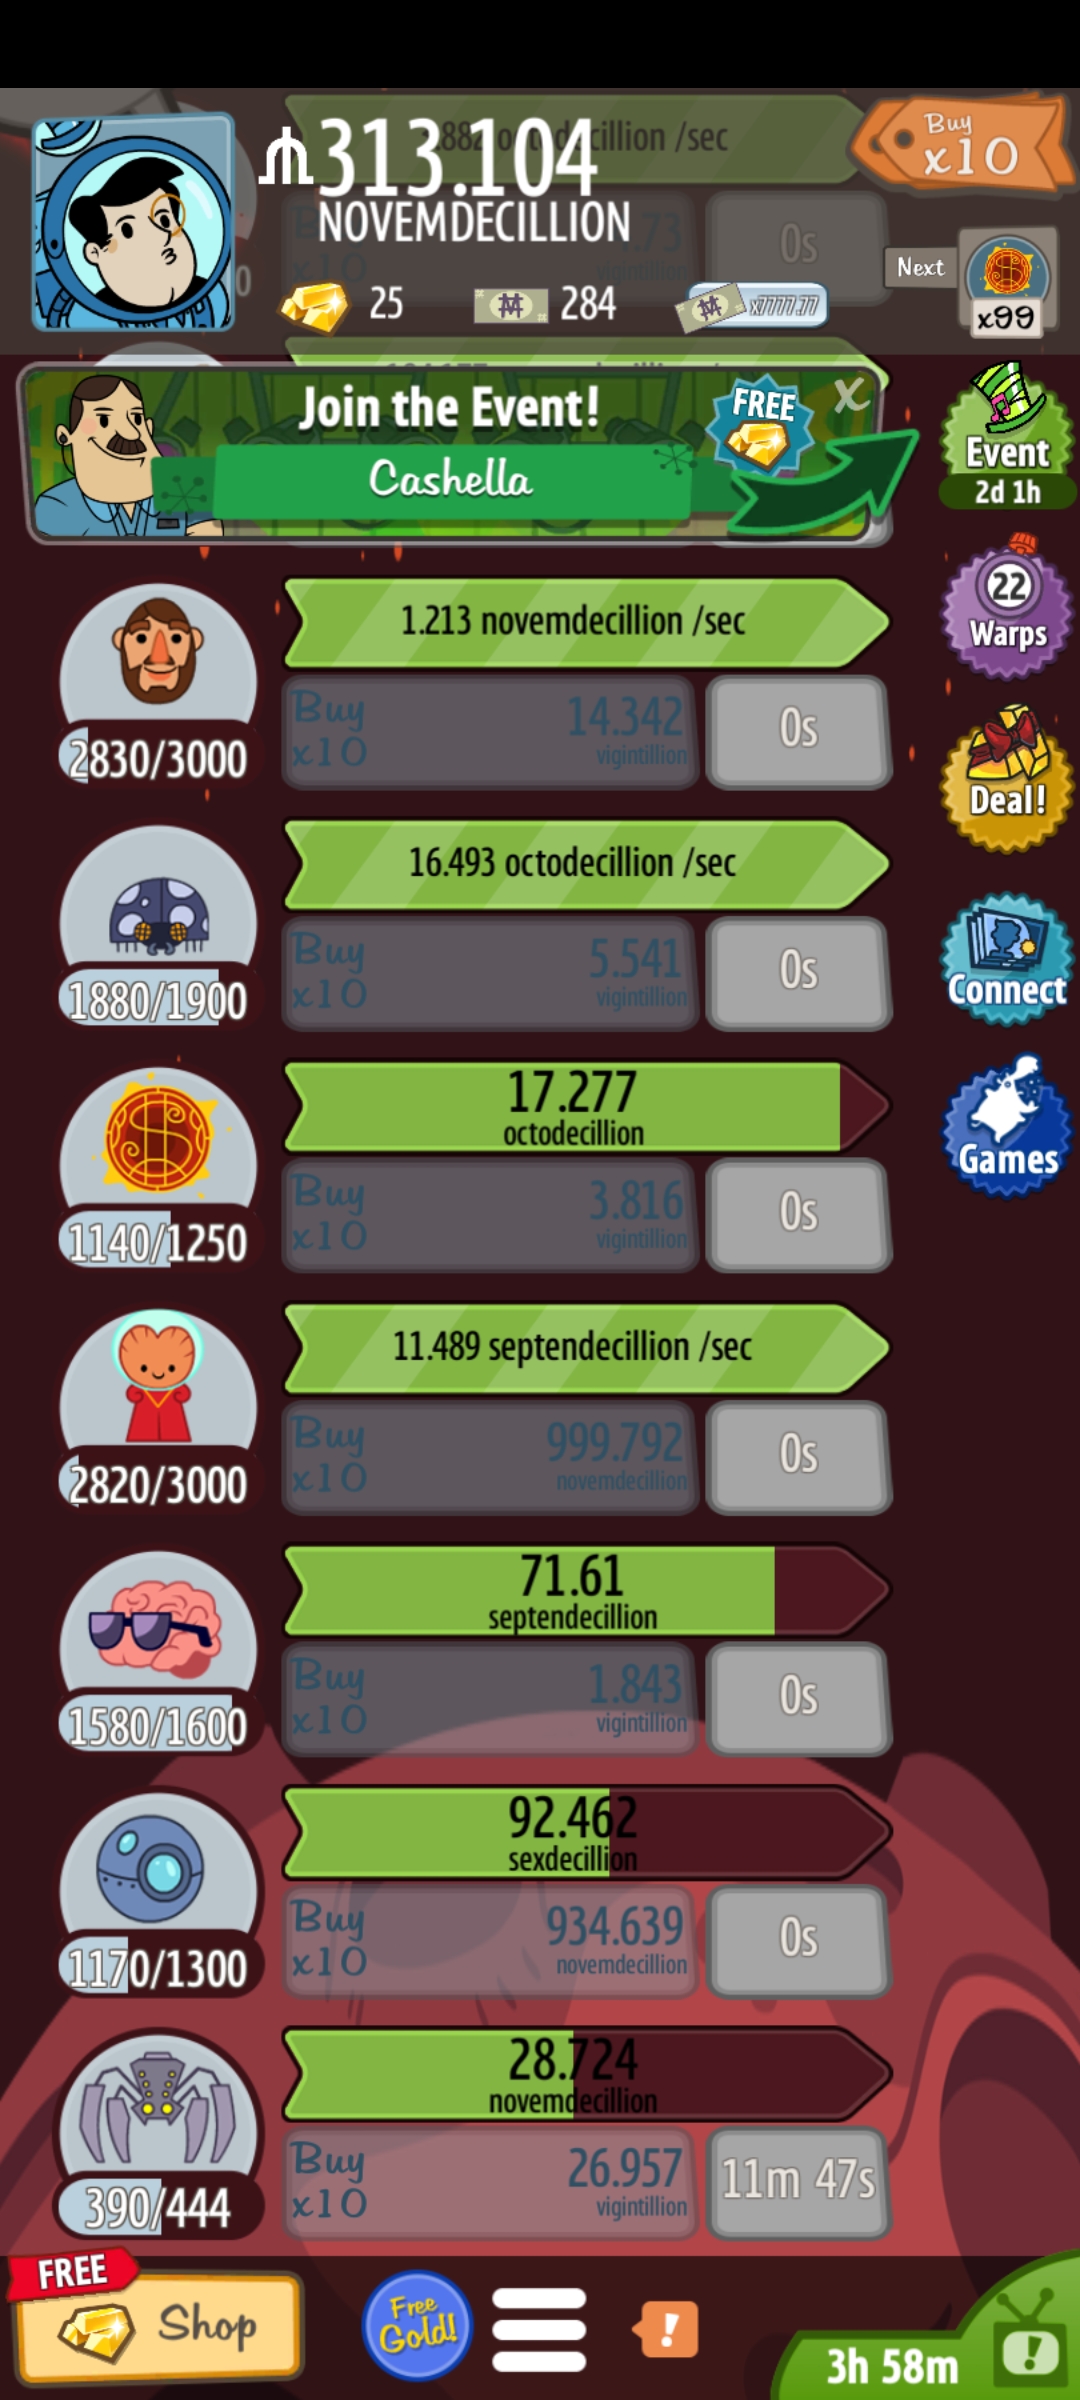 313.104
NOVEMDECILLION
Buy
x10
25
284
x7777.77
Next
x99
0s
Join the Event!
FREE
X
Cashella
Event
2d 1h
1.213 novemdecillion /sec
2830/3000
Buy
x10
14.342
vigintillion
0s
22
Warps
Deal!
16.493 octodecillion /sec
1880/1900
Buy
x10
5.541
vigintillion
0s
Connect
17.277
octodecillion
1140/1250
Buy
x10
3.816
vigintillion
0s
Games
11.489 septendecillion /sec
2820/3000
Buy
x10
999.792
novemdecillion
0s
71.61
septendecillion
1580/1600
Buy
x10
1.843
vigintillion
0s
92.462
sexdecillion
1170/1300
Buy
x10
934.639
novemdecillion
0s
28.724
novemdecillion
390/444
Buy
x10
26.957
vigintillion
11m 47s
FREE
Shop
Free
Gold!
!
3h 58m
!